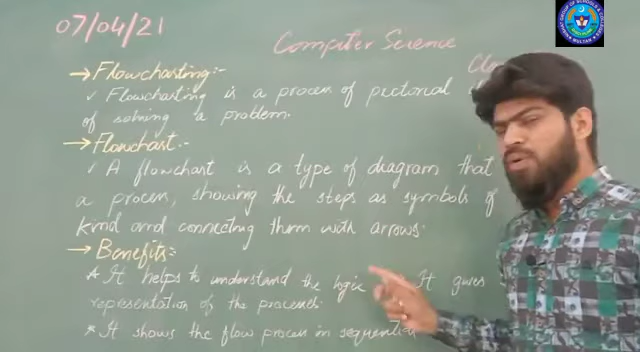 07/04/21
Computer Science
→ Flowcharting:-
✓ Flowcharting is a process of pictorial
of solving a problem.
→ Flowchart:-
✓ A flowchart is a type of diagram that
a process, showing the steps as symbols of
kind and connecting them with arrows.
→ Benefits:-
* It helps to understand the logic. It gives
representation of the processes.
* It shows the flow process in sequential